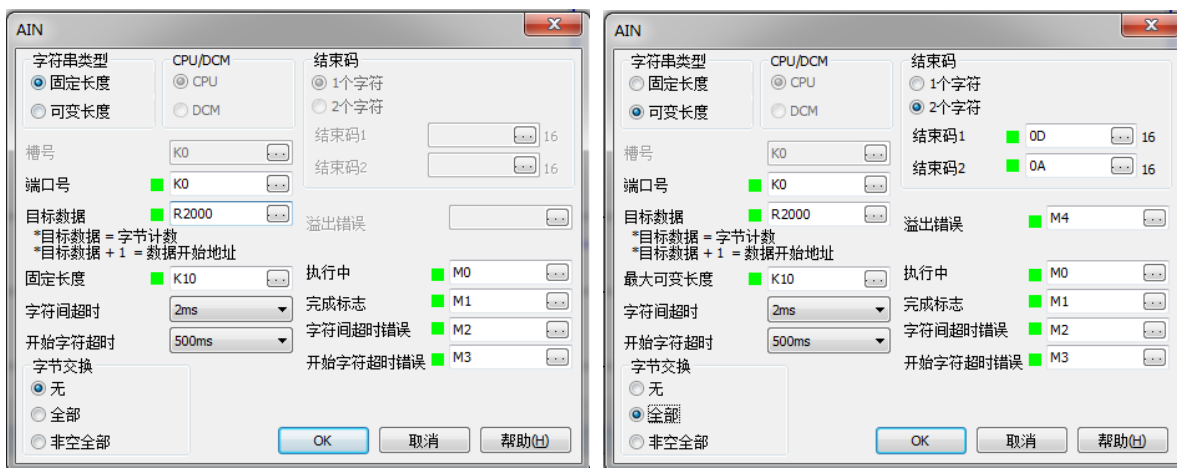 AIN
字符串类型
固定长度
可变长度
CPU/DCM
CPU
DCM
结束码
1个字符
2个字符
结束码1 ... 16
结束码2 ... 16
槽号 K0 ...
端口号 K0 ...
目标数据 R2000 ...
*目标数据 = 字节计数
*目标数据 + 1 = 数据开始地址
溢出错误 ...
固定长度 K10 ...
字符间超时 2ms
开始字符超时 500ms
执行中 M0 ...
完成标志 M1 ...
字符间超时错误 M2 ...
开始字符超时错误 M3 ...
字节交换
无
全部
非空全部
OK 取消 帮助(H)
AIN
字符串类型
固定长度
可变长度
CPU/DCM
CPU
DCM
结束码
1个字符
2个字符
结束码1 0D ... 16
结束码2 0A ... 16
槽号 K0 ...
端口号 K0 ...
目标数据 R2000 ...
*目标数据 = 字节计数
*目标数据 + 1 = 数据开始地址
溢出错误 M4 ...
最大可变长度 K10 ...
字符间超时 2ms
开始字符超时 500ms
执行中 M0 ...
完成标志 M1 ...
字符间超时错误 M2 ...
开始字符超时错误 M3 ...
字节交换
无
全部
非空全部
OK 取消 帮助(H)